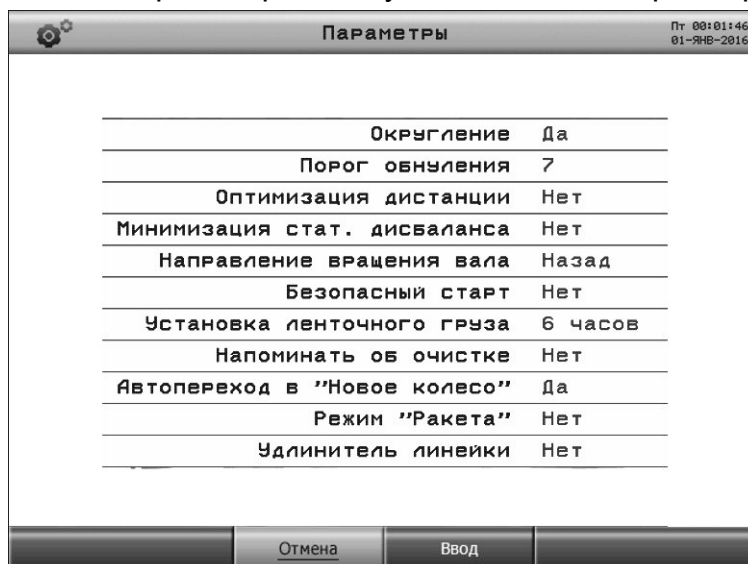 Параметры
Пт 00:01:46
01-ЯНВ-2016
Округление Да
Порог обнуления 7
Оптимизация дистанции Нет
Минимизация стат. дисбаланса Нет
Направление вращения вала Назад
Безопасный старт Нет
Установка ленточного груза 6 часов
Напоминать об очистке Нет
Автопереход в "Новое колесо" Да
Режим "Ракета" Нет
Удлинитель линейки Нет
Отмена Ввод